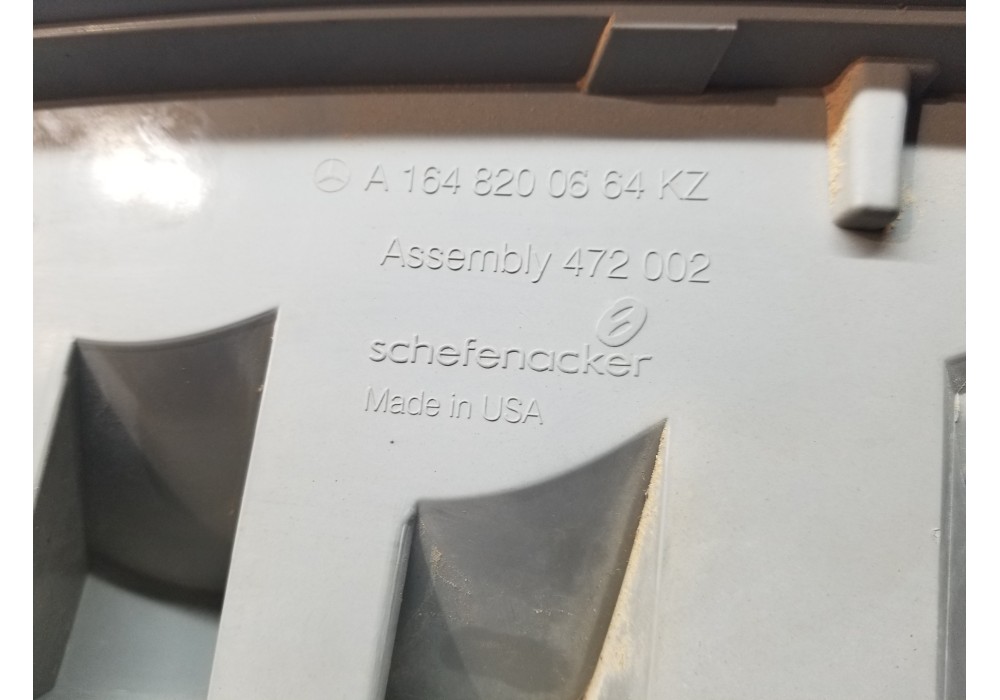 A 164 820 06 64 KZ
Assembly 472 002
schefenacker
Made in USA